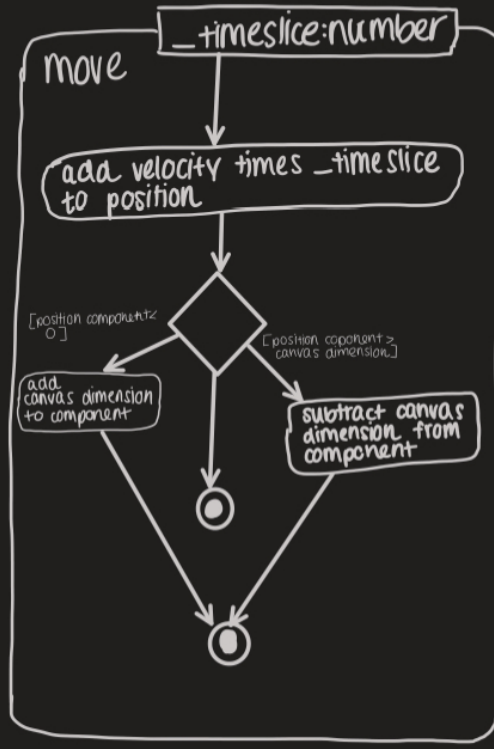 _timeslice:number
move
add velocity times _timeslice
to position
[position component<
0]
[position coponent>
canvas dimension]
add
canvas dimension
to component
subtract canvas
dimension from
component